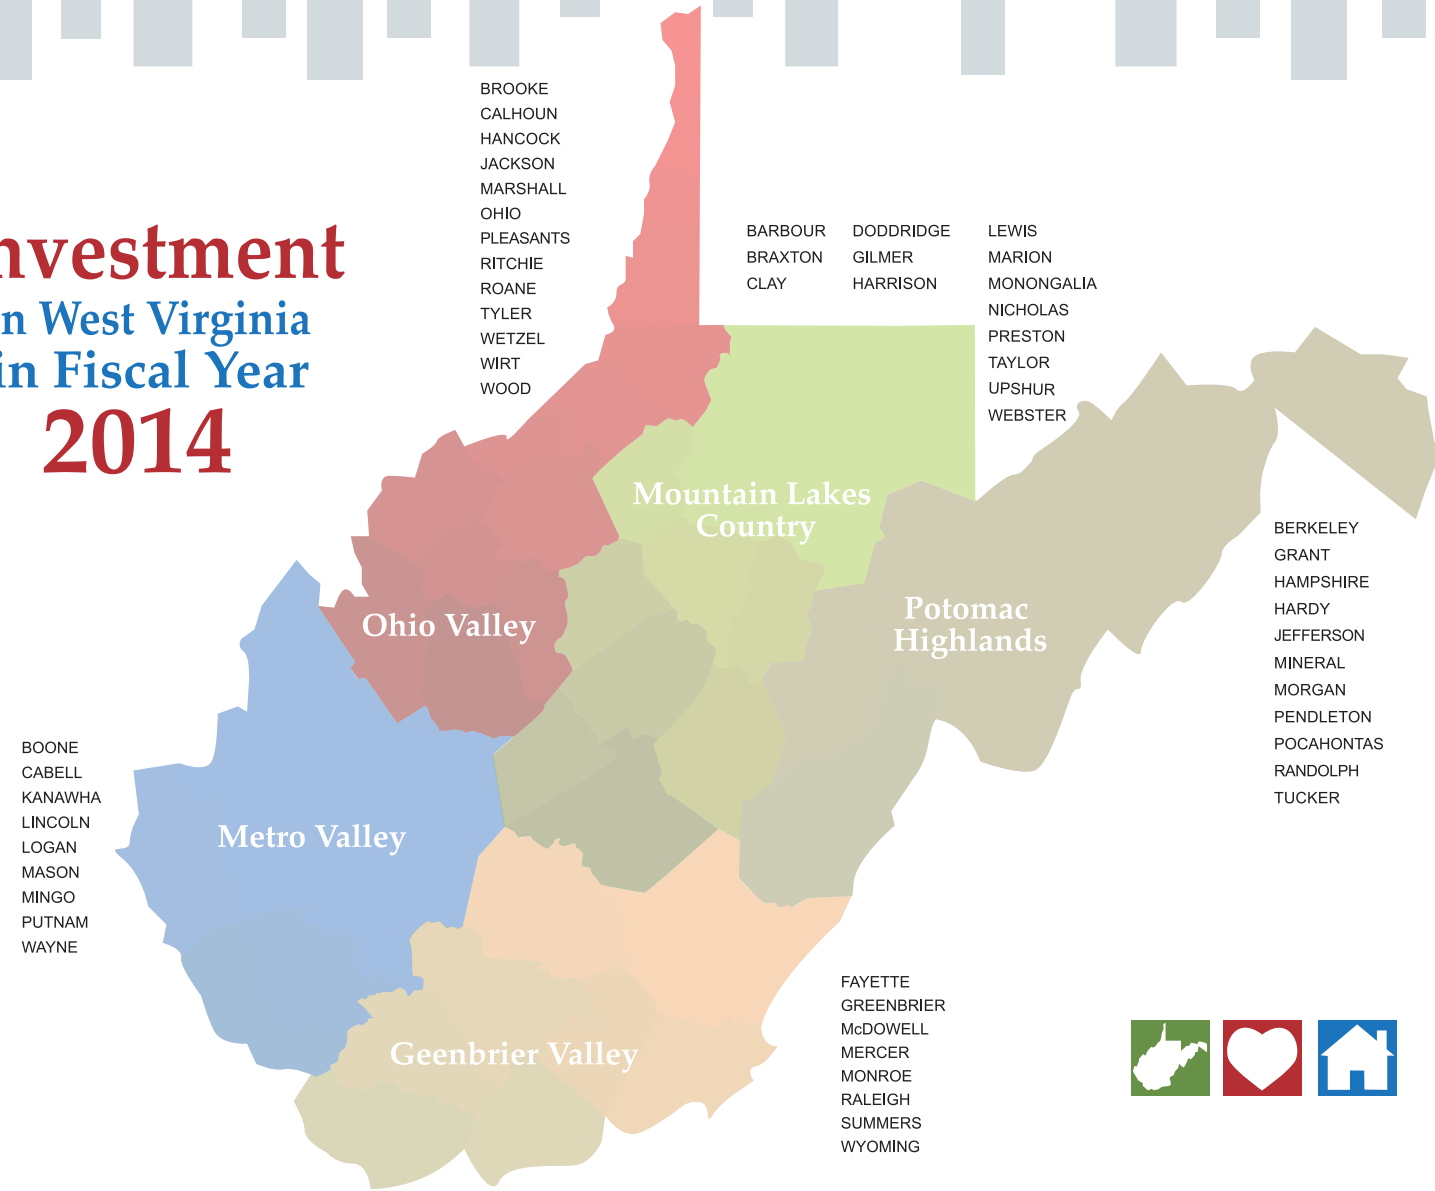 nvestment
n West Virginia
in Fiscal Year
2014
BROOKE
CALHOUN
HANCOCK
JACKSON
MARSHALL
OHIO
PLEASANTS
RITCHIE
ROANE
TYLER
WETZEL
WIRT
WOOD
BARBOUR DODDRIDGE LEWIS
BRAXTON GILMER MARION
CLAY HARRISON MONONGALIA
NICHOLAS
PRESTON
TAYLOR
UPSHUR
WEBSTER
Mountain Lakes
Country
Ohio Valley
Potomac
Highlands
BERKELEY
GRANT
HAMPSHIRE
HARDY
JEFFERSON
MINERAL
MORGAN
PENDLETON
POCAHONTAS
RANDOLPH
TUCKER
BOONE
CABELL
KANAWHA
LINCOLN
LOGAN
MASON
MINGO
PUTNAM
WAYNE
Metro Valley
Geenbrier Valley
FAYETTE
GREENBRIER
McDOWELL
MERCER
MONROE
RALEIGH
SUMMERS
WYOMING